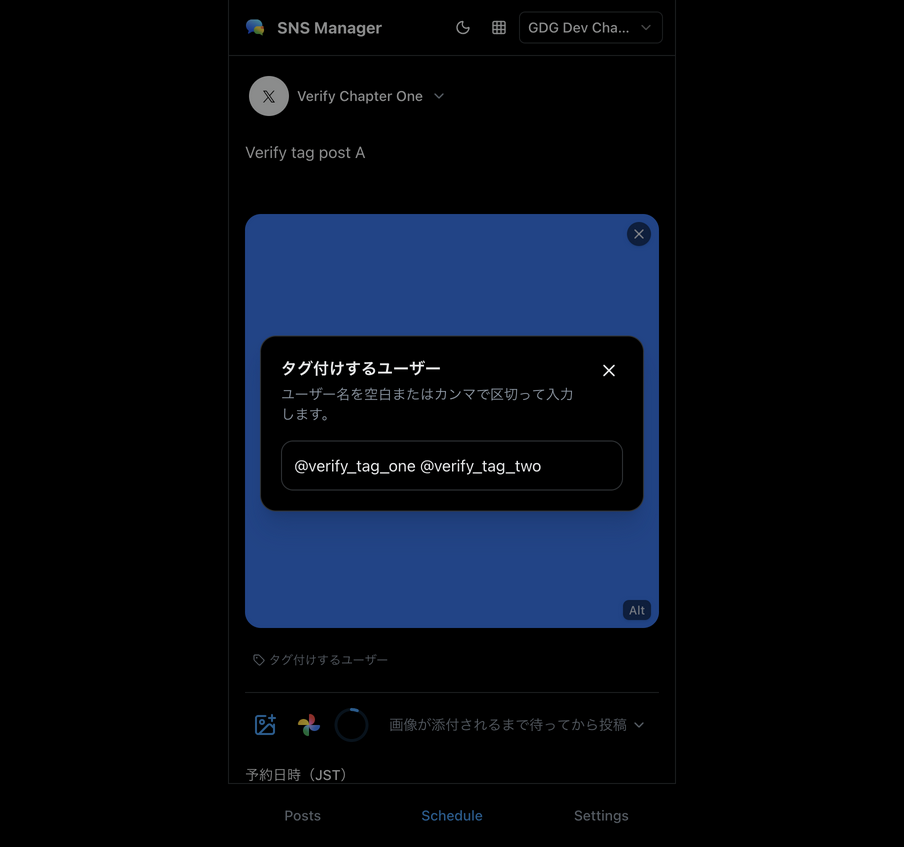 SNS Manager
GDG Dev Cha...
Verify Chapter One
Verify tag post A
タグ付けするユーザー
ユーザー名を空白またはカンマで区切って入力
します。
@verify_tag_one @verify_tag_two
Alt
タグ付けするユーザー
画像が添付されるまで待ってから投稿
予約日時（JST）
Posts
Schedule
Settings